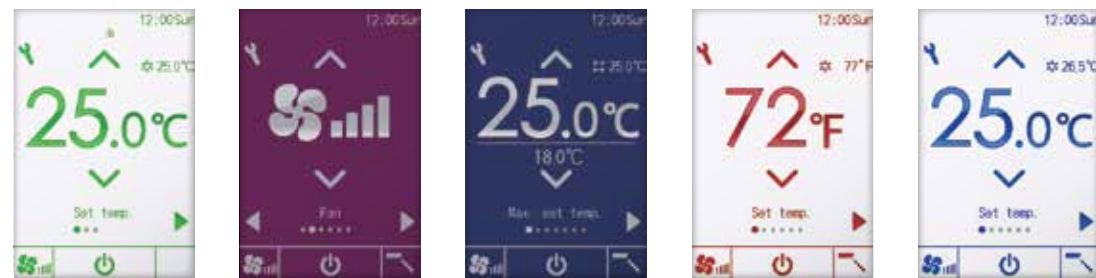 12:00Sun
25.0°C
25.0°C
Set temp.
12:00Sun
Fan
12:00Sun
25.0°C
25.0°C
18.0°C
Max. set temp.
12:00Sun
77°F
72°F
Set temp.
12:00Sun
26.5°C
25.0°C
Set temp.